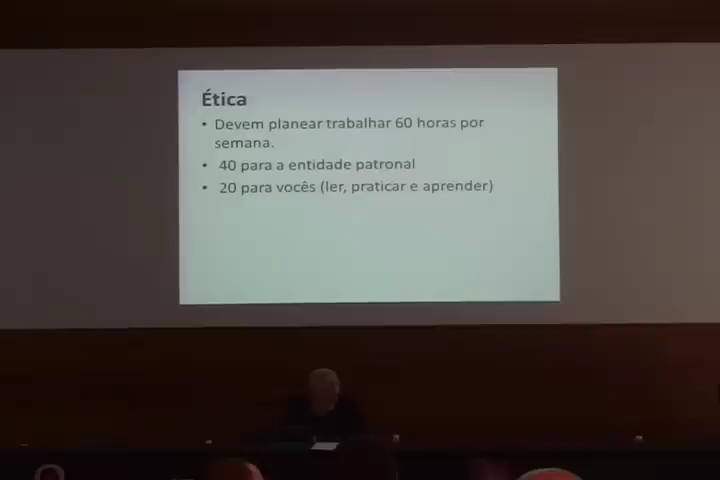 Ética
• Devem planear trabalhar 60 horas por
semana.
• 40 para a entidade patronal
• 20 para vocês (ler, praticar e aprender)